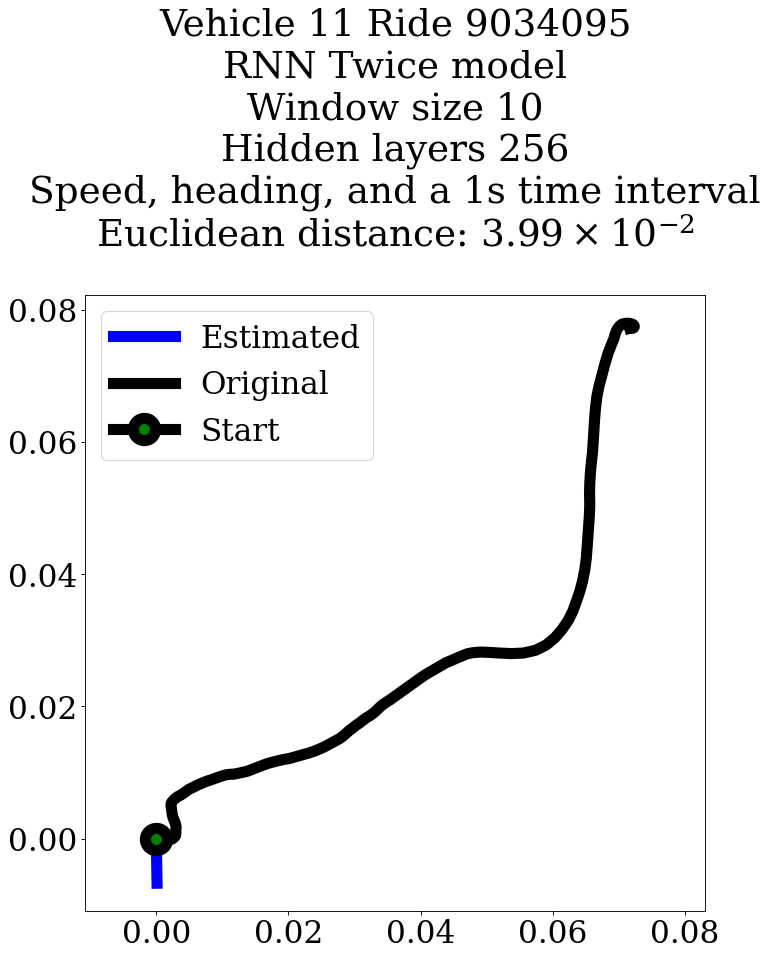 Vehicle 11 Ride 9034095
RNN Twice model
Window size 10
Hidden layers 256
Speed, heading, and a 1s time interval
Euclidean distance: 3.99 × 10⁻²
Estimated
Original
Start
0.08
0.06
0.04
0.02
0.00
0.00 0.02 0.04 0.06 0.08